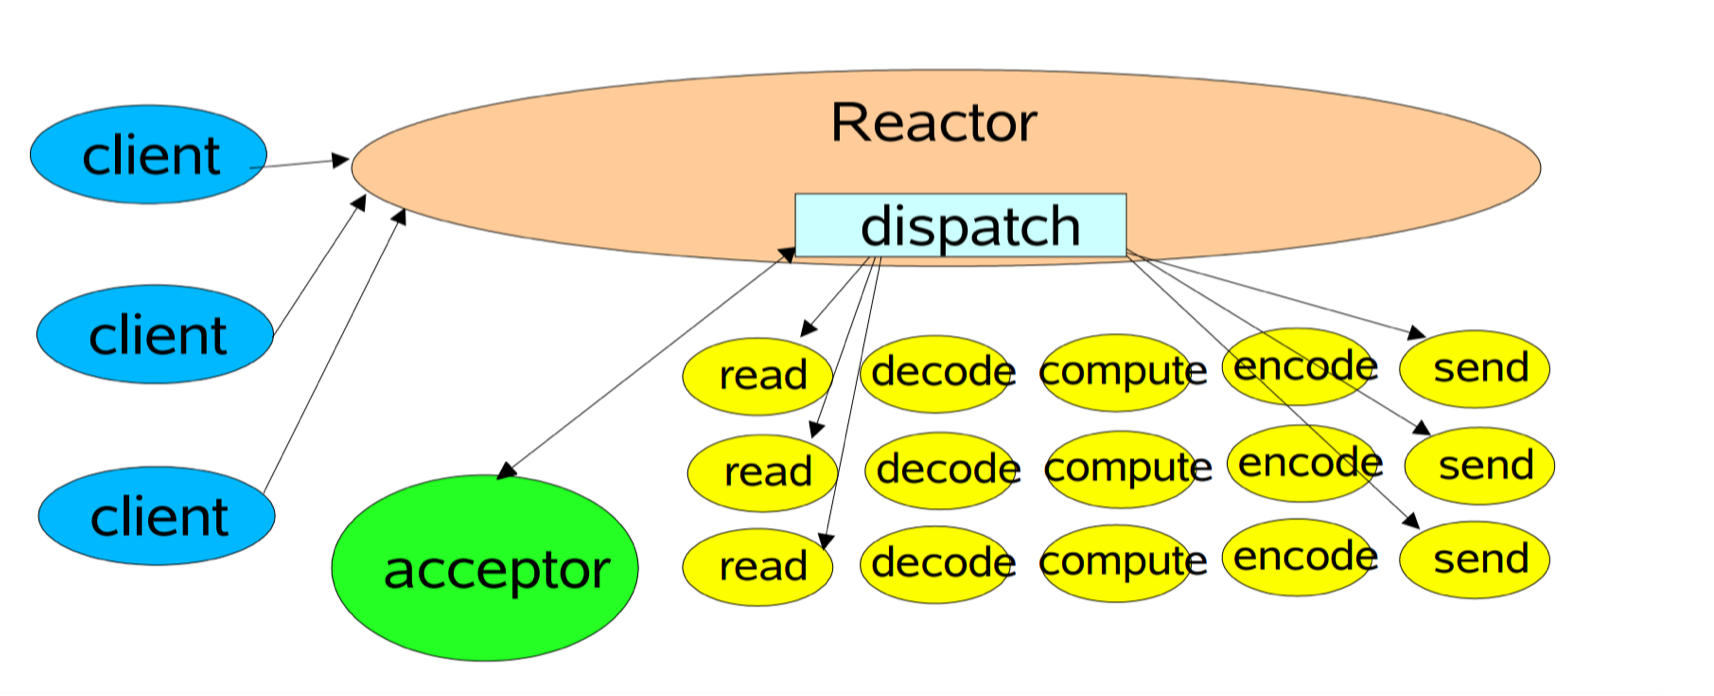 Reactor
dispatch
client
client
client
acceptor
read decode compute encode send
read decode compute encode send
read decode compute encode send